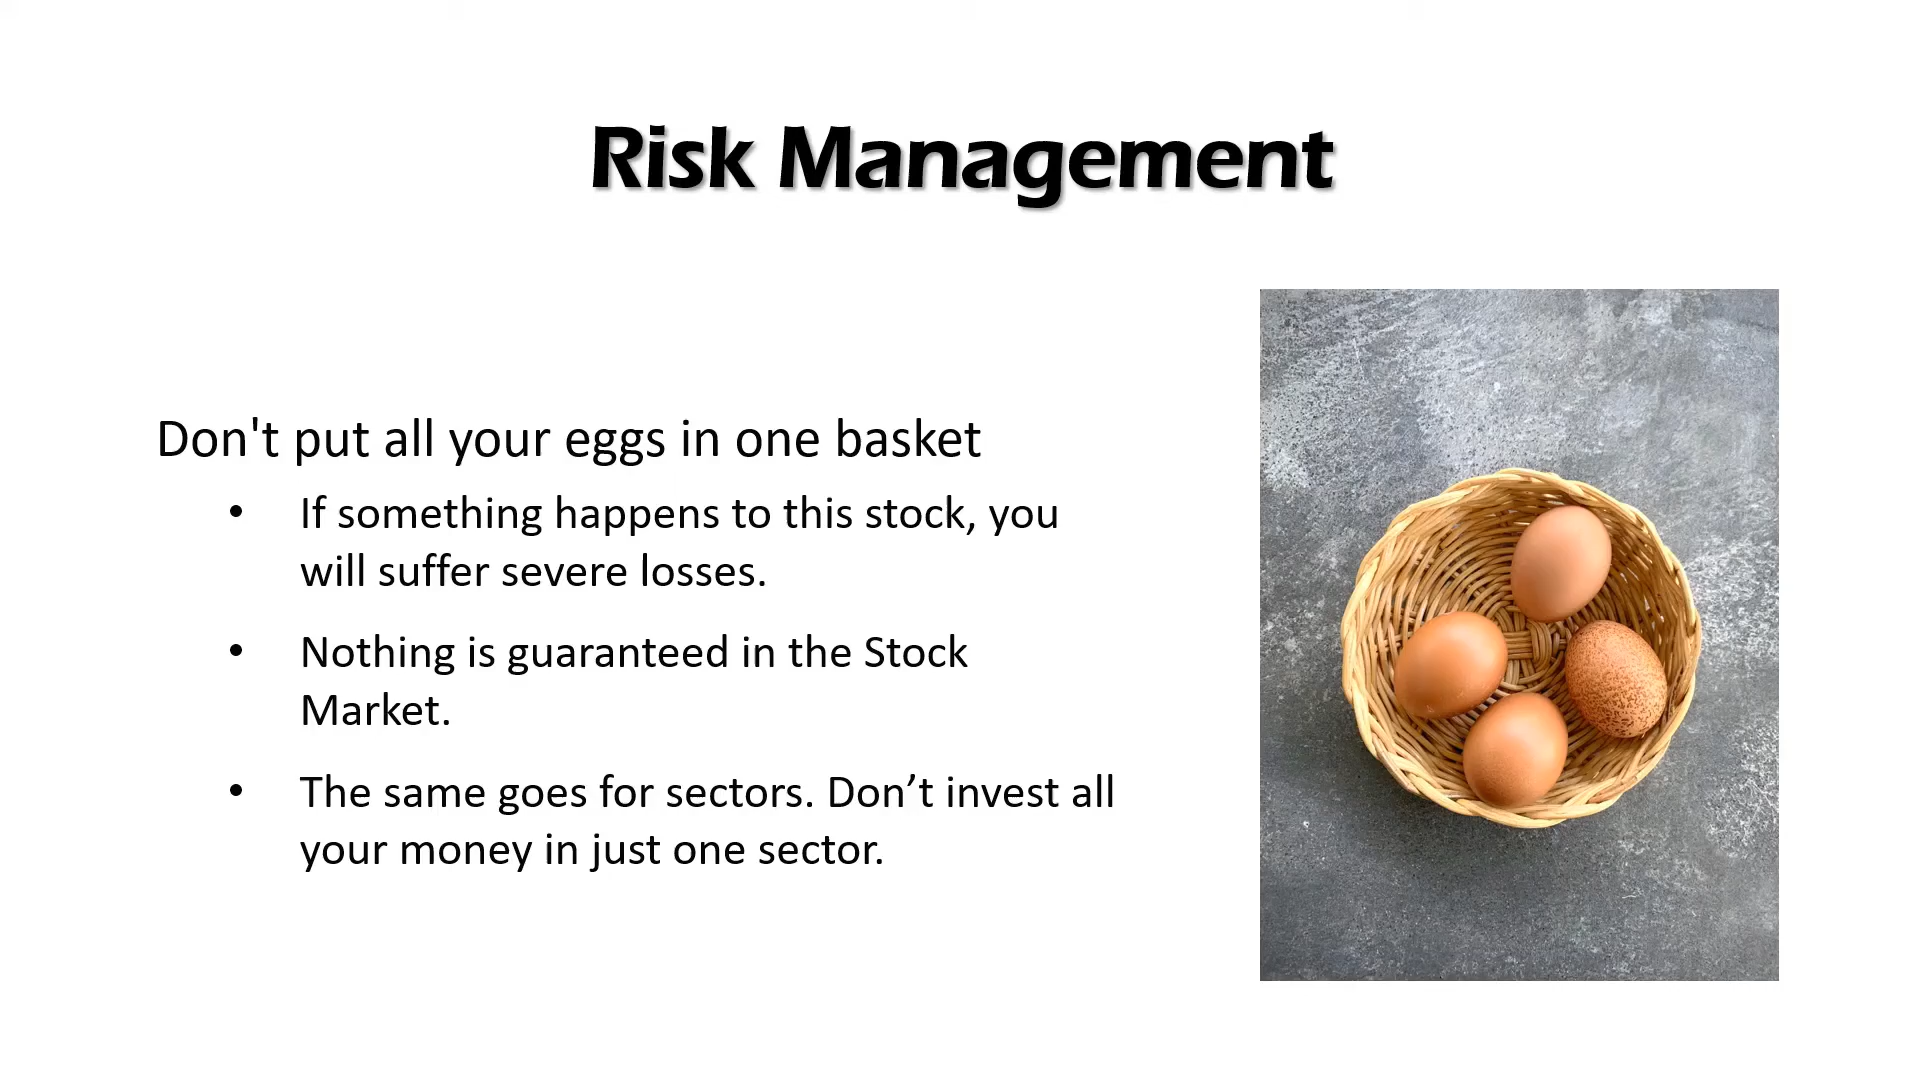 Risk Management
Don't put all your eggs in one basket
• If something happens to this stock, you
will suffer severe losses.
• Nothing is guaranteed in the Stock
Market.
• The same goes for sectors. Don’t invest all
your money in just one sector.